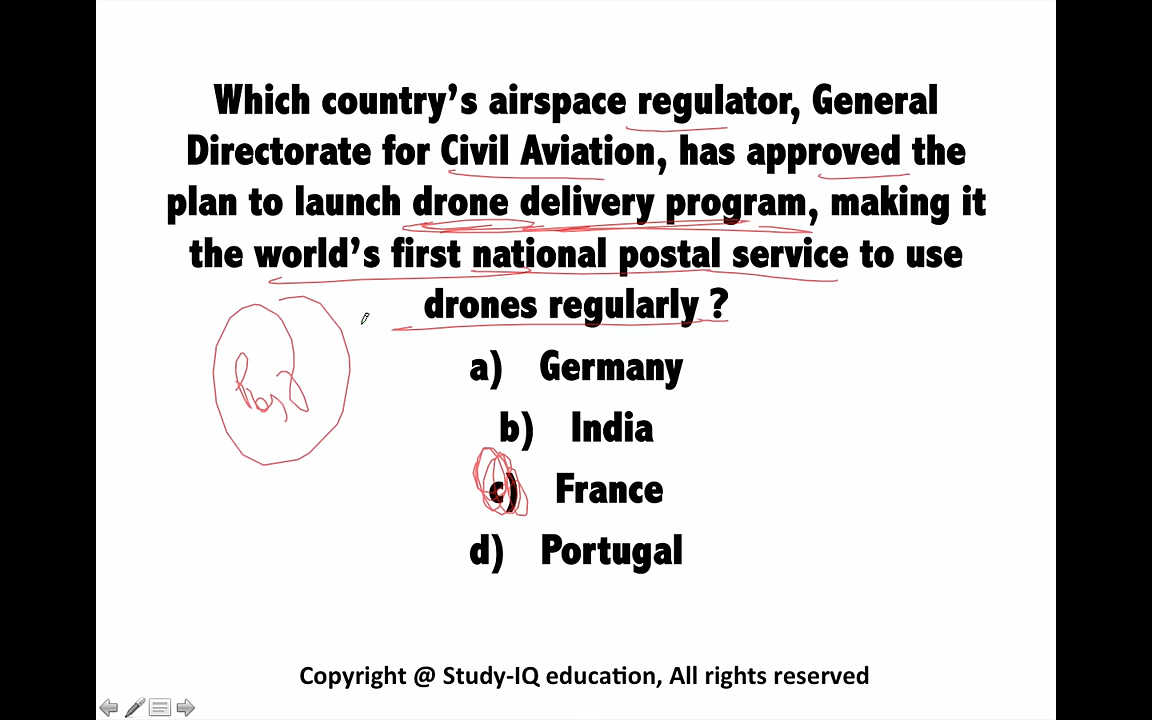 Which country's airspace regulator, General
Directorate for Civil Aviation, has approved the
plan to launch drone delivery program, making it
the world's first national postal service to use
drones regularly ?
a) Germany
b) India
c) France
d) Portugal
Copyright @ Study-IQ education, All rights reserved